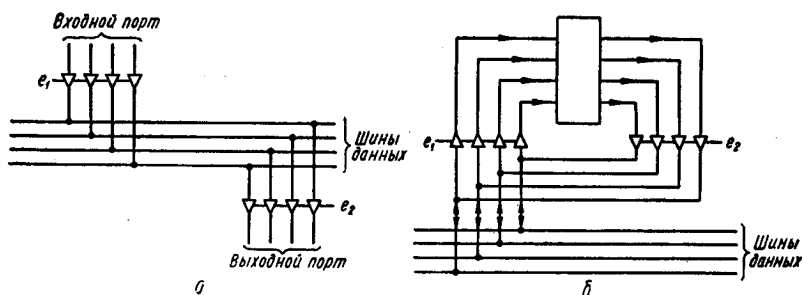 Входной порт
e₁
Шины
данных
e₂
Выходной порт
а
e₁
e₂
Шины
данных
б